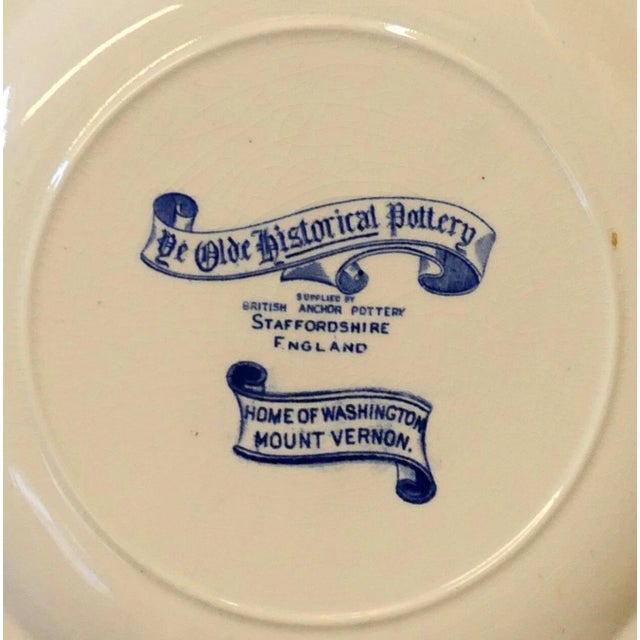 Ye Olde Historical Pottery
SUPPLIED BY
BRITISH ANCHOR POTTERY
STAFFORDSHIRE
ENGLAND
HOME OF WASHINGTON
MOUNT VERNON.